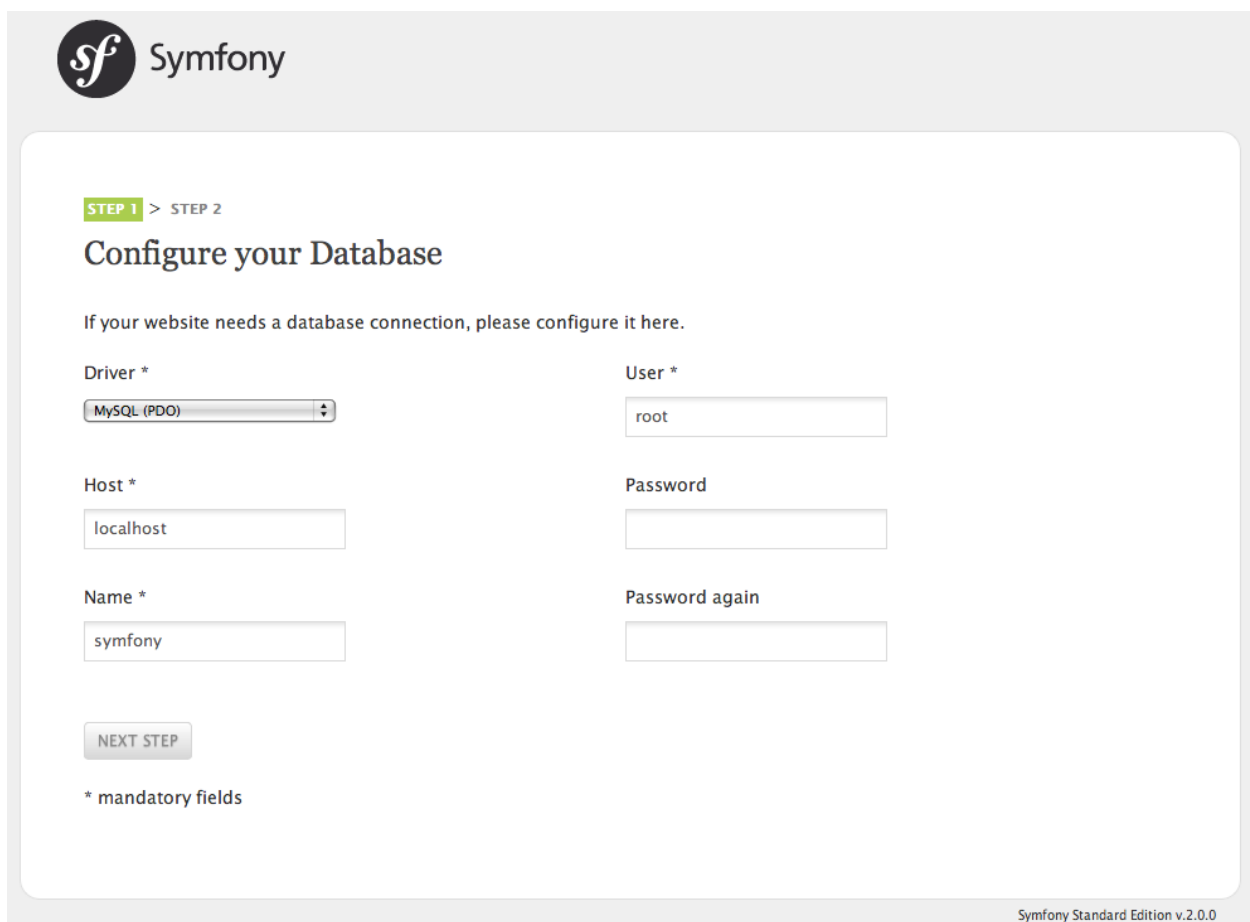 sf Symfony
STEP 1 > STEP 2
Configure your Database
If your website needs a database connection, please configure it here.
Driver *
MySQL (PDO)
User *
root
Host *
localhost
Password
Name *
symfony
Password again
NEXT STEP
* mandatory fields
Symfony Standard Edition v.2.0.0